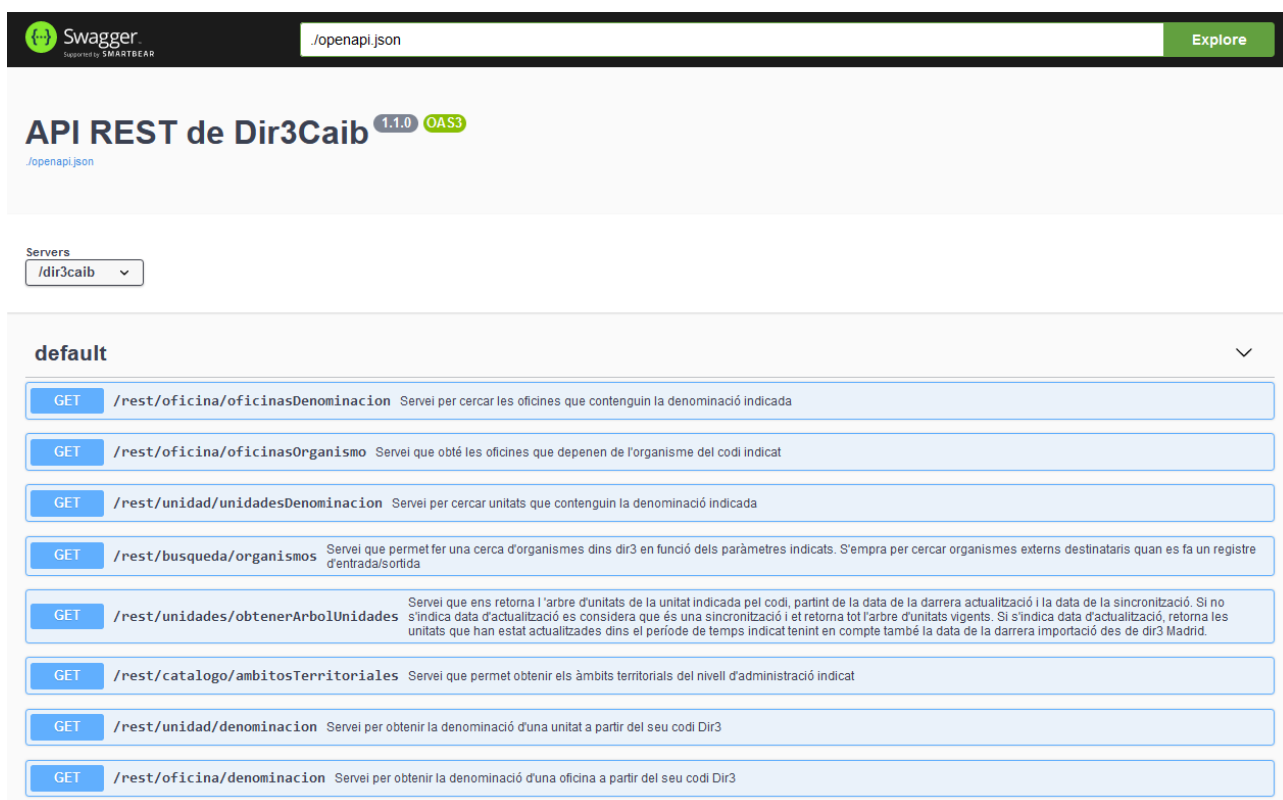 Swagger.
Supported by SMARTBEAR
./openapi.json
Explore
API REST de Dir3Caib 1.1.0 OAS3
./openapi.json
Servers
/dir3caib
default
GET /rest/oficina/oficinasDenominacion Servei per cercar les oficines que contenguin la denominació indicada
GET /rest/oficina/oficinasOrganismo Servei que obté les oficines que depenen de l'organisme del codi indicat
GET /rest/unidad/unidadesDenominacion Servei per cercar unitats que contenguin la denominació indicada
GET /rest/busqueda/organismos Servei que permet fer una cerca d'organismes dins dir3 en funció dels paràmetres indicats. S'empra per cercar organismes externs destinataris quan es fa un registre
d'entrada/sortida
GET /rest/unidades/obtenerArbolUnidades Servei que ens retorna l 'arbre d'unitats de la unitat indicada pel codi, partint de la data de la darrera actualització i la data de la sincronització. Si no
s'indica data d'actualització es considera que és una sincronització i et retorna tot l'arbre d'unitats vigents. Si s'indica data d'actualització, retorna les
unitats que han estat actualitzades dins el període de temps indicat tenint en compte també la data de la darrera importació des de dir3 Madrid.
GET /rest/catalogo/ambitosTerritoriales Servei que permet obtenir els àmbits territorials del nivell d'administració indicat
GET /rest/unidad/denominacion Servei per obtenir la denominació d'una unitat a partir del seu codi Dir3
GET /rest/oficina/denominacion Servei per obtenir la denominació d'una oficina a partir del seu codi Dir3